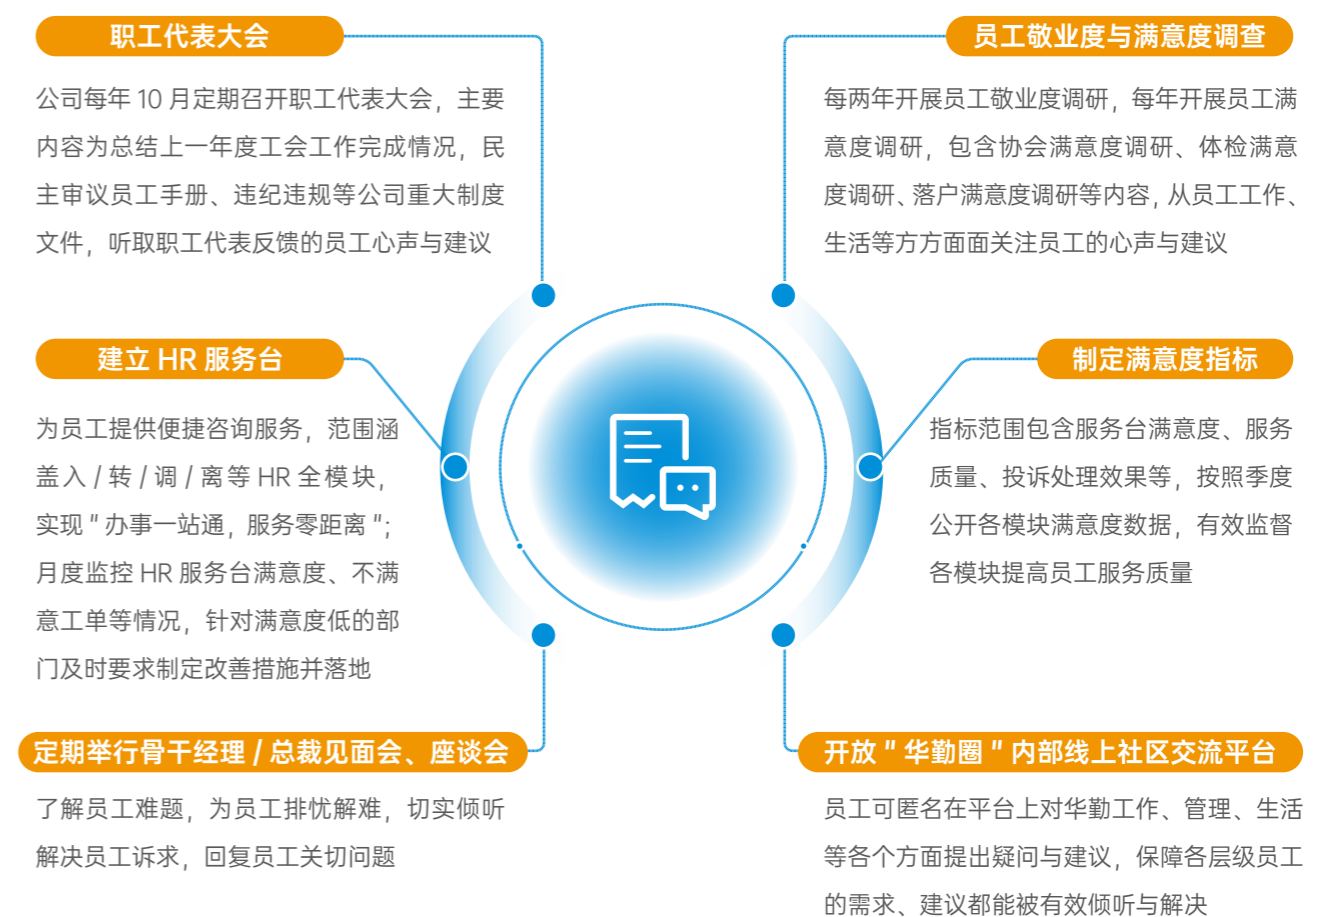 职工代表大会
公司每年 10 月定期召开职工代表大会，主要
内容为总结上一年度工会工作完成情况，民
主审议员工手册、违纪违规等公司重大制度
文件，听取职工代表反馈的员工心声与建议
建立 HR 服务台
为员工提供便捷咨询服务，范围涵
盖入 / 转 / 调 / 离等 HR 全模块，
实现 " 办事一站通，服务零距离 "；
月度监控 HR 服务台满意度、不满
意工单等情况，针对满意度低的部
门及时要求制定改善措施并落地
定期举行骨干经理 / 总裁见面会、座谈会
了解员工难题，为员工排忧解难，切实倾听
解决员工诉求，回复员工关切问题
员工敬业度与满意度调查
每两年开展员工敬业度调研，每年开展员工满
意度调研，包含协会满意度调研、体检满意
度调研、落户满意度调研等内容，从员工工作、
生活等方方面面关注员工的心声与建议
制定满意度指标
指标范围包含服务台满意度、服务
质量、投诉处理效果等，按照季度
公开各模块满意度数据，有效监督
各模块提高员工服务质量
开放 " 华勤圈 " 内部线上社区交流平台
员工可匿名在平台上对华勤工作、管理、生活
等各个方面提出疑问与建议，保障各层级员工
的需求、建议都能被有效倾听与解决